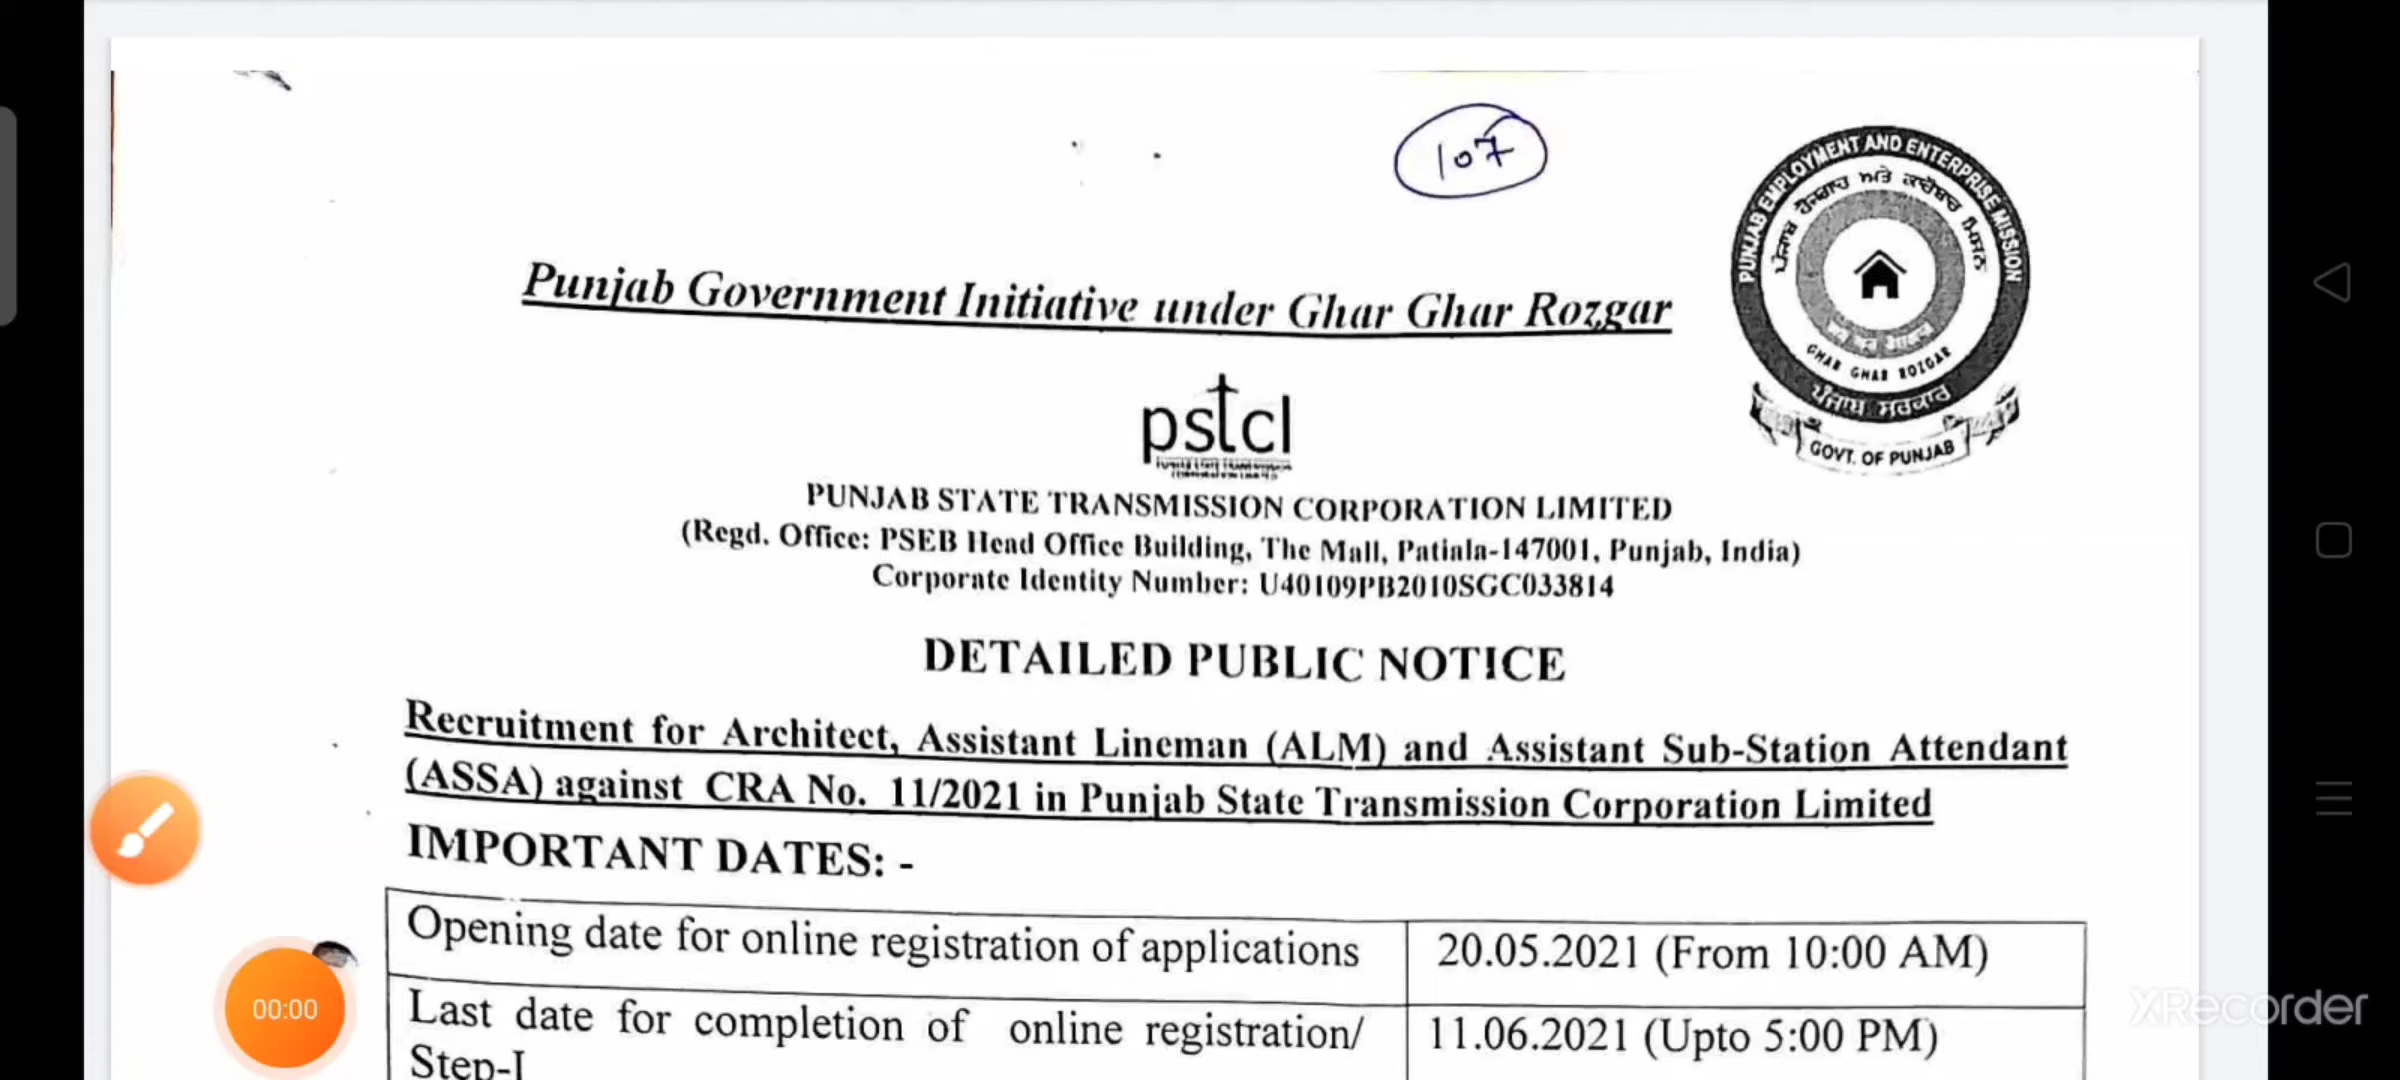 107
PUNJAB EMPLOYMENT AND ENTERPRISE MISSION
ਪੰਜਾਬ ਰੋਜ਼ਗਾਰ ਅਤੇ ਕਾਰੋਬਾਰ ਮਿਸ਼ਨ
GHAR GHAR ROZGAR
ਪੰਜਾਬ ਸਰਕਾਰ
GOVT. OF PUNJAB
Punjab Government Initiative under Ghar Ghar Rozgar
pstcl
PUNJAB STATE TRANSMISSION CORPORATION LIMITED
(Regd. Office: PSEB Head Office Building, The Mall, Patiala-147001, Punjab, India)
Corporate Identity Number: U40109PB2010SGC033814
DETAILED PUBLIC NOTICE
Recruitment for Architect, Assistant Lineman (ALM) and Assistant Sub-Station Attendant
(ASSA) against CRA No. 11/2021 in Punjab State Transmission Corporation Limited
IMPORTANT DATES: -
Opening date for online registration of applications 20.05.2021 (From 10:00 AM)
Last date for completion of online registration/ 11.06.2021 (Upto 5:00 PM)
Step-I
00:00
XRecorder